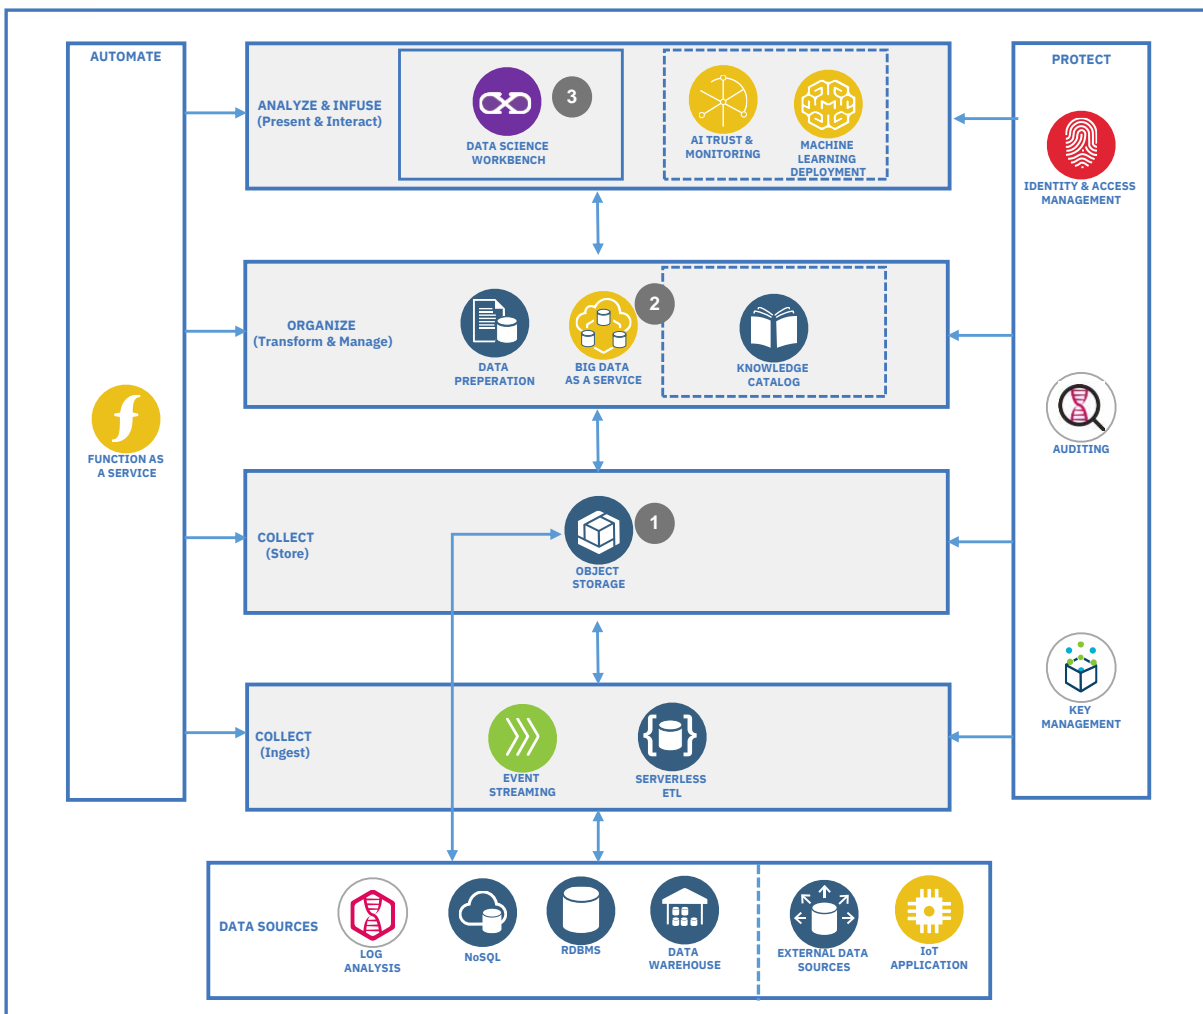 AUTOMATE
FUNCTION AS
A SERVICE
ANALYZE & INFUSE
(Present & Interact)
DATA SCIENCE
WORKBENCH
3
AI TRUST &
MONITORING
MACHINE
LEARNING
DEPLOYMENT
ORGANIZE
(Transform & Manage)
DATA
PREPERATION
BIG DATA
AS A SERVICE
2
KNOWLEDGE
CATALOG
COLLECT
(Store)
OBJECT
STORAGE
1
COLLECT
(Ingest)
EVENT
STREAMING
SERVERLESS
ETL
DATA SOURCES
LOG
ANALYSIS
NoSQL
RDBMS
DATA
WAREHOUSE
EXTERNAL DATA
SOURCES
IoT
APPLICATION
PROTECT
IDENTITY & ACCESS
MANAGEMENT
AUDITING
KEY
MANAGEMENT